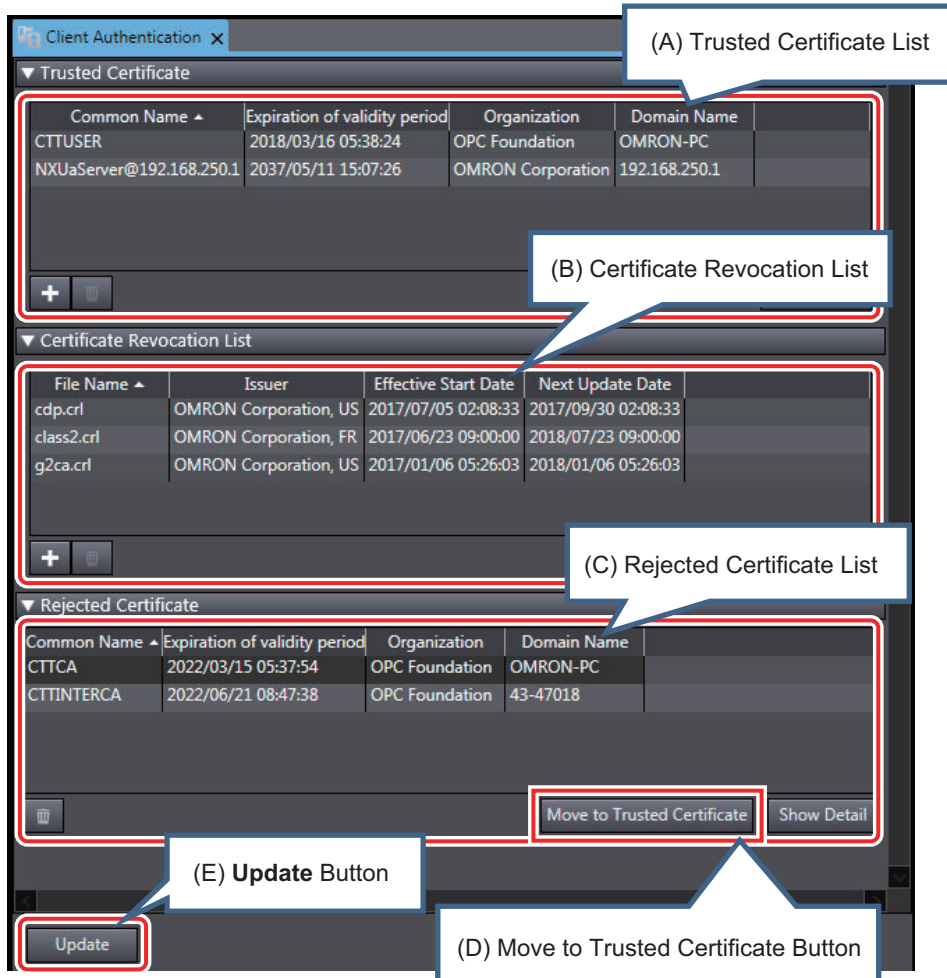 Client Authentication
(A) Trusted Certificate List
Trusted Certificate
Common Name Expiration of validity period Organization Domain Name
CTTUSER 2018/03/16 05:38:24 OPC Foundation OMRON-PC
NXUaServer@192.168.250.1 2037/05/11 15:07:26 OMRON Corporation 192.168.250.1
(B) Certificate Revocation List
Certificate Revocation List
File Name Issuer Effective Start Date Next Update Date
cdp.crl OMRON Corporation, US 2017/07/05 02:08:33 2017/09/30 02:08:33
class2.crl OMRON Corporation, FR 2017/06/23 09:00:00 2018/07/23 09:00:00
g2ca.crl OMRON Corporation, US 2017/01/06 05:26:03 2018/01/06 05:26:03
(C) Rejected Certificate List
Rejected Certificate
Common Name Expiration of validity period Organization Domain Name
CTTCA 2022/03/15 05:37:54 OPC Foundation OMRON-PC
CTTINTERCA 2022/06/21 08:47:38 OPC Foundation 43-47018
Move to Trusted Certificate Show Detail
(E) Update Button
Update
(D) Move to Trusted Certificate Button